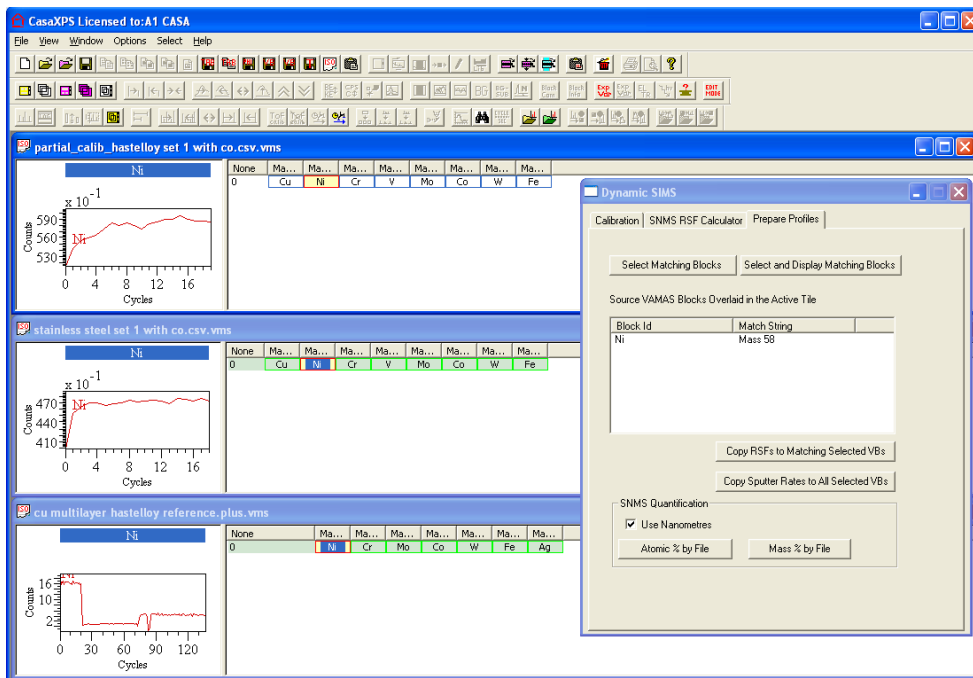 CasaXPS Licensed to:A1 CASA
File View Window Options Select Help
partial_calib_hastelloy set 1 with co.csv.vms
Ni
None Ma... Ma... Ma... Ma... Ma... Ma... Ma... Ma...
0 Cu Ni Cr V Mo Co W Fe
x 10⁻¹
590
560
530
Ni
Counts
0 4 8 12 16
Cycles
stainless steel set 1 with co.csv.vms
Ni
None Ma... Ma... Ma... Ma... Ma... Ma... Ma... Ma...
0 Cu Ni Cr V Mo Co W Fe
x 10⁻¹
470
440
410
Ni
Counts
0 4 8 12 16
Cycles
cu multilayer hastelloy reference.plus.vms
Ni
None Ma... Ma... Ma... Ma... Ma... Ma... Ma...
0 Ni Cr Mo Co W Fe Ag
16
10
2
Counts
0 30 60 90 120
Cycles
Dynamic SIMS
Calibration SNMS RSF Calculator Prepare Profiles
Select Matching Blocks Select and Display Matching Blocks
Source VAMAS Blocks Overlaid in the Active Tile
Block Id Match String
Ni Mass 58
Copy RSFs to Matching Selected VBs
Copy Sputter Rates to All Selected VBs
SNMS Quantification
Use Nanometres
Atomic % by File Mass % by File